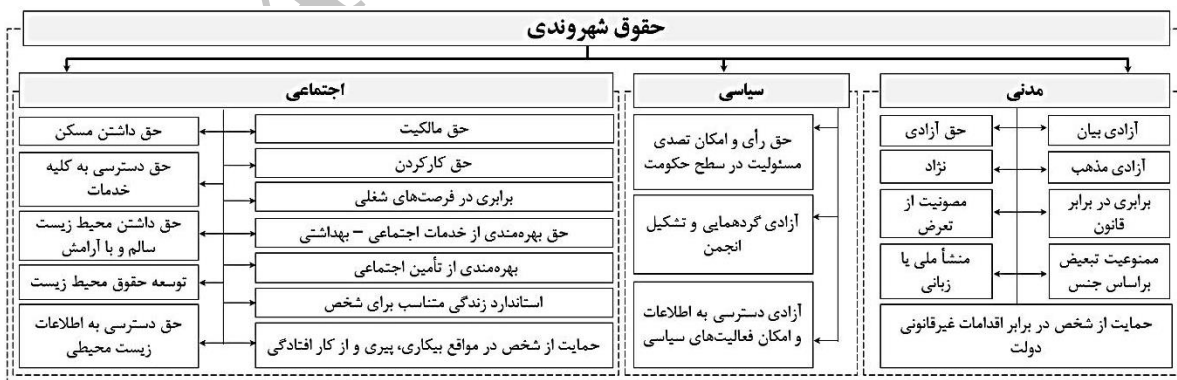 حقوق شهروندی
مدنی
آزادی بیان
حق آزادی
آزادی مذهب
نژاد
برابری در برابر
قانون
مصونیت از
تعرض
ممنوعیت تبعیض
براساس جنس
منشأ ملی یا
زبانی
حمایت از شخص در برابر اقدامات غیرقانونی
دولت
سیاسی
حق رأی و امکان تصدی
مسئولیت در سطح حکومت
آزادی گردهمایی و تشکیل
انجمن
آزادی دسترسی به اطلاعات
و امکان فعالیت‌های سیاسی
اجتماعی
حق مالکیت
حق کارکردن
برابری در فرصت‌های شغلی
حق بهره‌مندی از خدمات اجتماعی – بهداشتی
بهره‌مندی از تأمین اجتماعی
استاندارد زندگی متناسب برای شخص
حمایت از شخص در مواقع بیکاری، پیری و از کار افتادگی
حق داشتن مسکن
حق دسترسی به کلیه
خدمات
حق داشتن محیط زیست
سالم و با آرامش
توسعه حقوق محیط زیست
حق دسترسی به اطلاعات
زیست محیطی